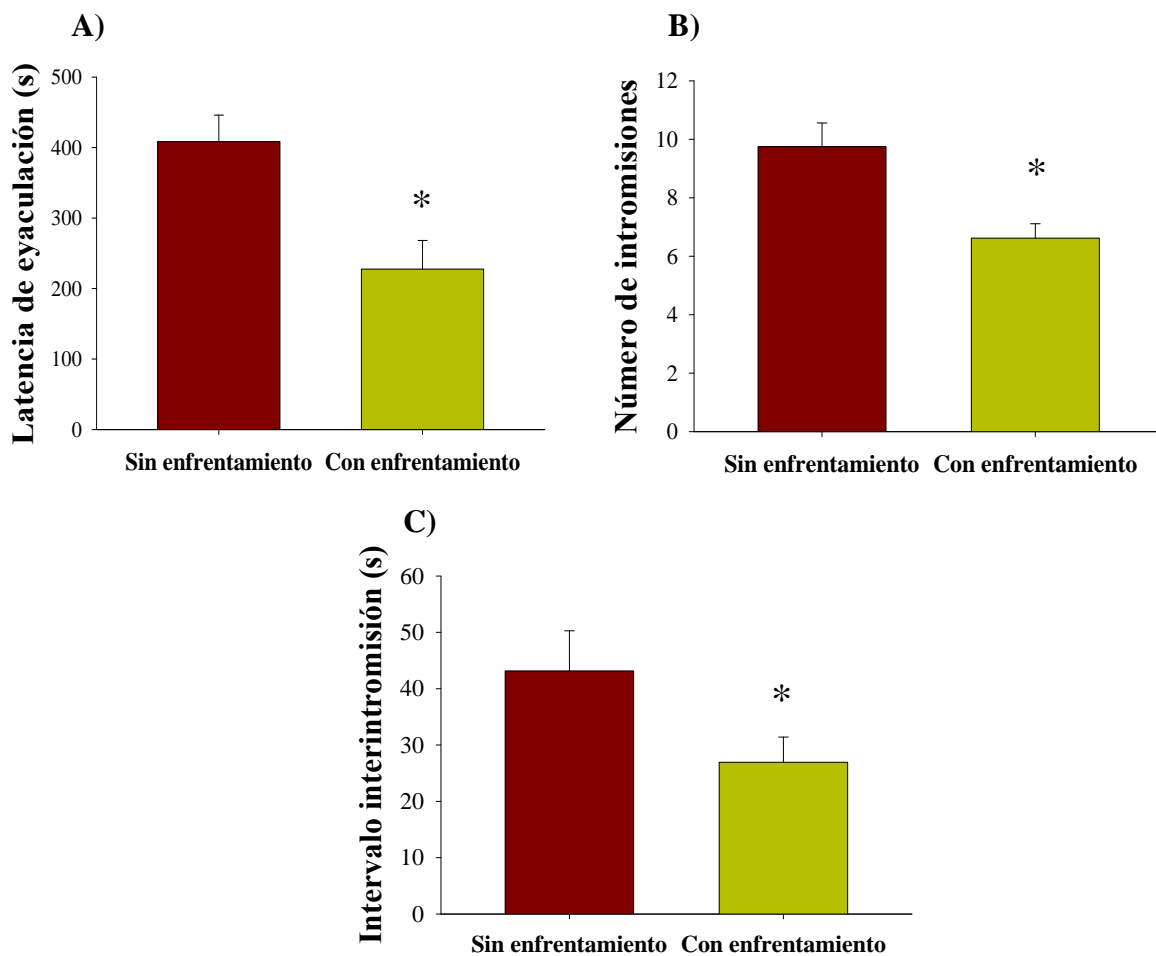 A)
Latencia de eyaculación (s)
500
400
300
200
100
0
*
Sin enfrentamiento Con enfrentamiento
B)
Número de intromisiones
12
10
8
6
4
2
0
*
Sin enfrentamiento Con enfrentamiento
C)
Intervalo interintromisión (s)
60
50
40
30
20
10
0
*
Sin enfrentamiento Con enfrentamiento